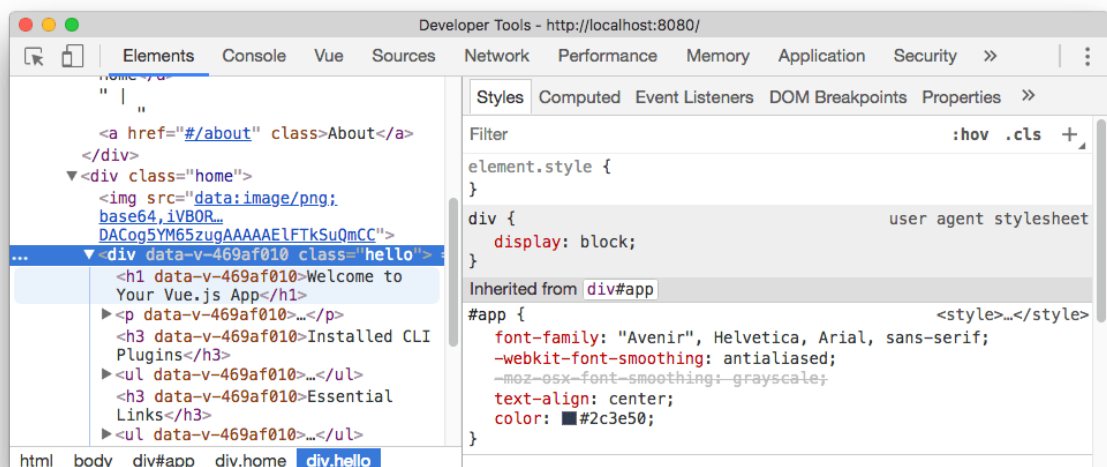 Developer Tools - http://localhost:8080/
Elements Console Vue Sources Network Performance Memory Application Security »
" |
"
<a href="#/about" class>About</a>
</div>
▼<div class="home">
<img src="data:image/png;
base64,iVBOR…
DACog5YM65zugAAAAAElFTkSuQmCC">
... ▼<div data-v-469af010 class="hello"> =
<h1 data-v-469af010>Welcome to
Your Vue.js App</h1>
▶<p data-v-469af010>…</p>
<h3 data-v-469af010>Installed CLI
Plugins</h3>
▶<ul data-v-469af010>…</ul>
<h3 data-v-469af010>Essential
Links</h3>
▶<ul data-v-469af010>…</ul>
html body div#app div.home div.hello
Styles Computed Event Listeners DOM Breakpoints Properties »
Filter :hov .cls +
element.style {
}
div { user agent stylesheet
display: block;
}
Inherited from div#app
#app { <style>…</style>
font-family: "Avenir", Helvetica, Arial, sans-serif;
-webkit-font-smoothing: antialiased;
-moz-osx-font-smoothing: grayscale;
text-align: center;
color: #2c3e50;
}